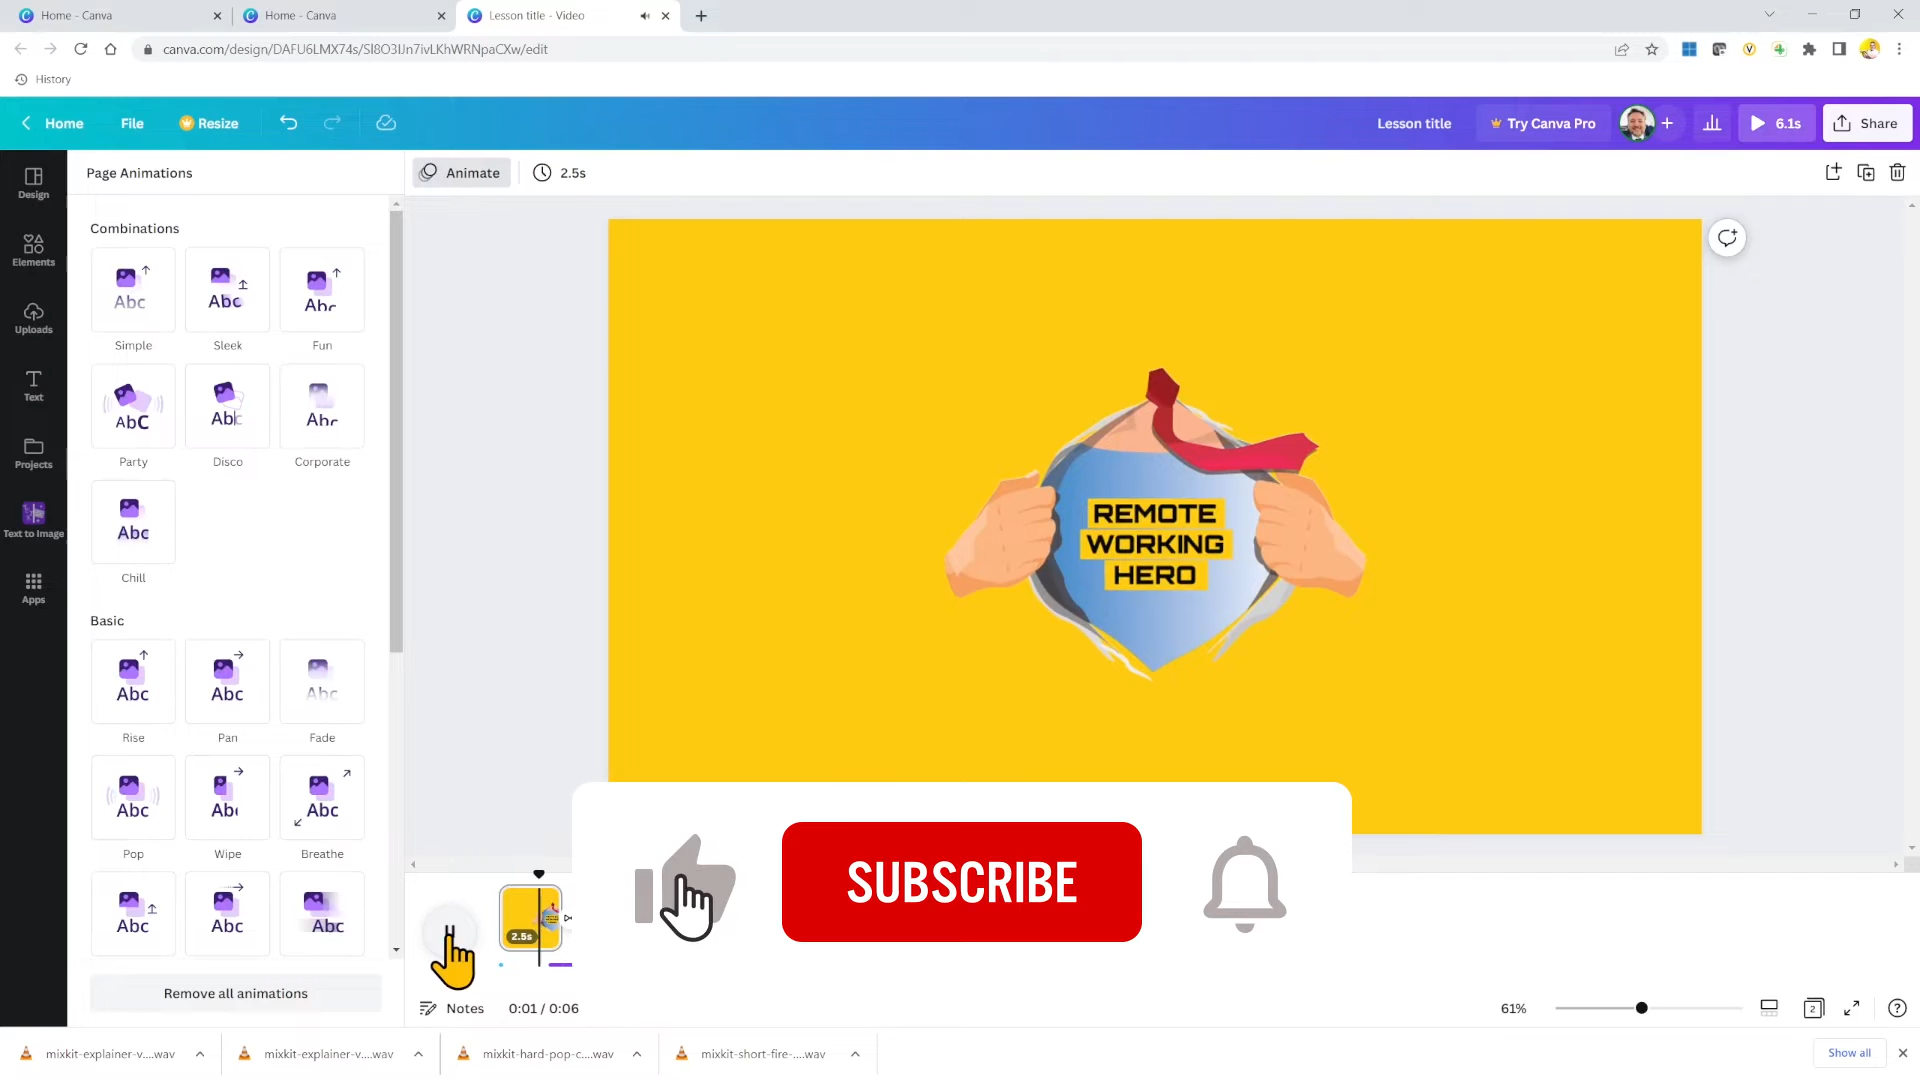 Home - Canva
Home - Canva
Lesson title - Video
canva.com/design/DAFU6LMX74s/SI8O3IJn7ivLKhWRNpaCXw/edit
History
Home
File
Resize
Lesson title
Try Canva Pro
6.1s
Share
Design
Elements
Uploads
Text
Projects
Text to Image
Apps
Page Animations
Animate
2.5s
Combinations
Abc
Abc
Abc
Simple
Sleek
Fun
AbC
Abc
Abc
Party
Disco
Corporate
Abc
Chill
Basic
Abc
Abc
Abc
Rise
Pan
Fade
Abc
Abc
Abc
Pop
Wipe
Breathe
Abc
Abc
Abc
Remove all animations
REMOTE
WORKING
HERO
SUBSCRIBE
2.5s
Notes
0:01 / 0:06
61%
2
mixkit-explainer-v....wav
mixkit-explainer-v....wav
mixkit-hard-pop-c....wav
mixkit-short-fire-....wav
Show all